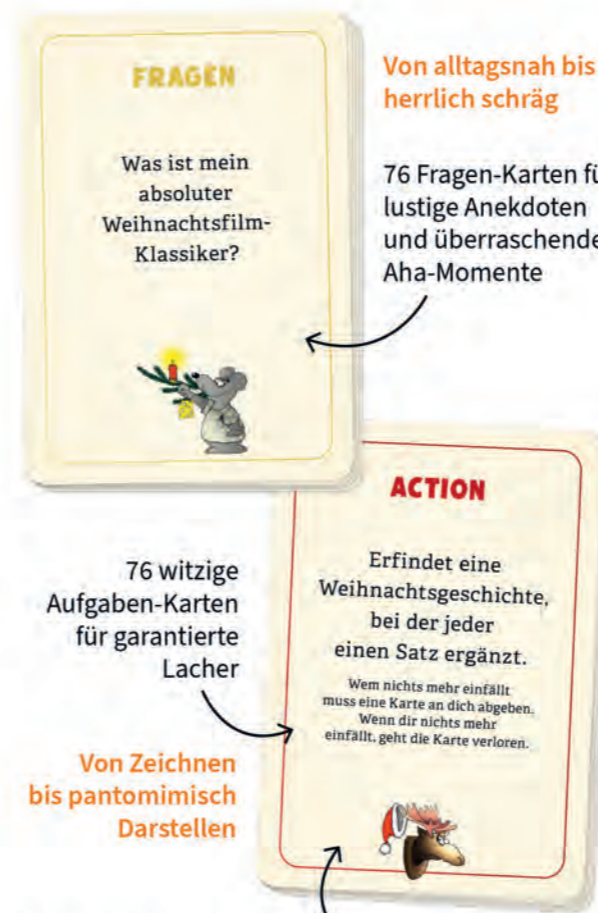 FRAGEN
Was ist mein
absoluter
Weihnachtsfilm-
Klassiker?
Von alltagsnah bis
herrlich schräg
76 Fragen-Karten fü
lustige Anekdoten
und überraschende
Aha-Momente
ACTION
Erfindet eine
Weihnachtsgeschichte,
bei der jeder
einen Satz ergänzt.
Wem nichts mehr einfällt
muss eine Karte an dich abgeben.
Wenn dir nichts mehr
einfällt, geht die Karte verloren.
76 witzige
Aufgaben-Karten
für garantierte
Lacher
Von Zeichnen
bis pantomimisch
Darstellen